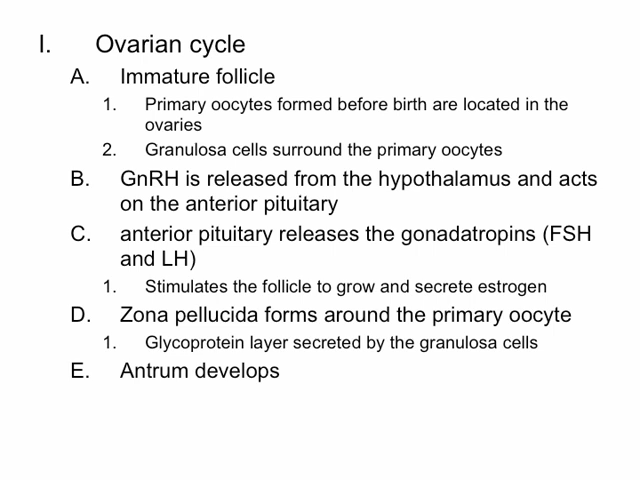 I. Ovarian cycle
A. Immature follicle
1. Primary oocytes formed before birth are located in the
ovaries
2. Granulosa cells surround the primary oocytes
B. GnRH is released from the hypothalamus and acts
on the anterior pituitary
C. anterior pituitary releases the gonadatropins (FSH
and LH)
1. Stimulates the follicle to grow and secrete estrogen
D. Zona pellucida forms around the primary oocyte
1. Glycoprotein layer secreted by the granulosa cells
E. Antrum develops